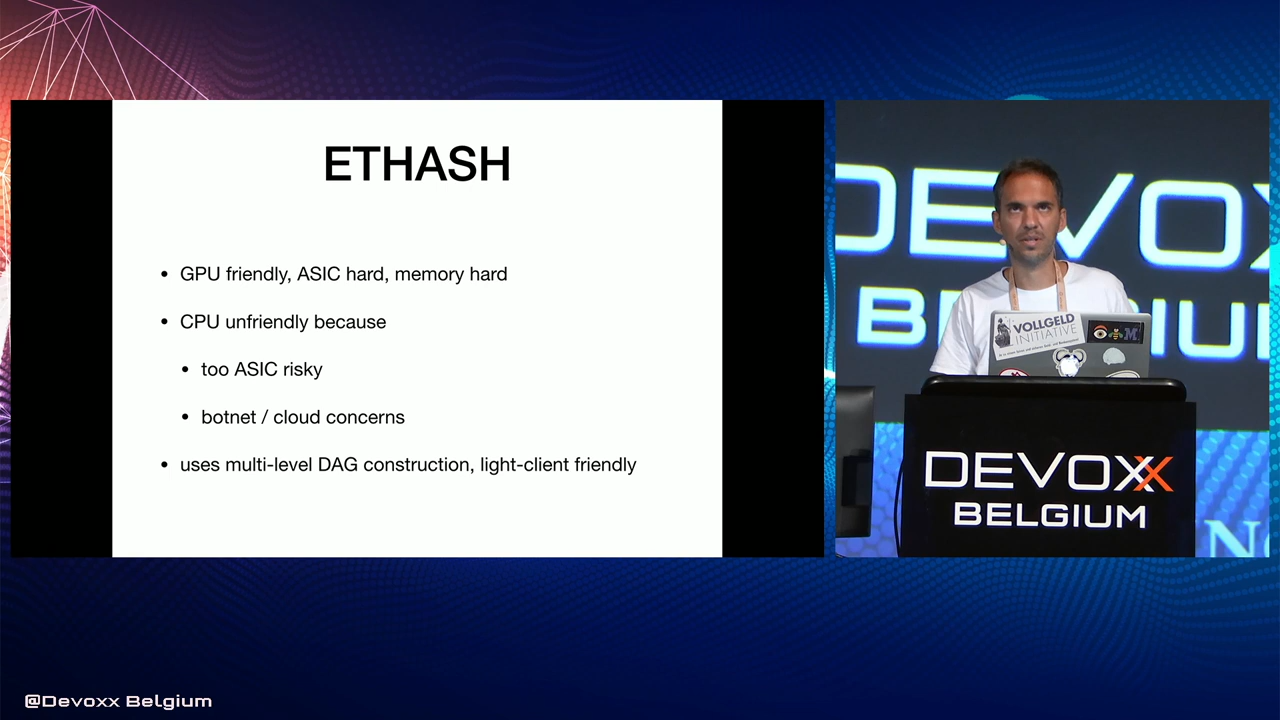 ETHASH
• GPU friendly, ASIC hard, memory hard
• CPU unfriendly because
• too ASIC risky
• botnet / cloud concerns
• uses multi-level DAG construction, light-client friendly
DEVOX
BELGIUM
VOLLGELD
INITIATIVE
M
DEVOXX
BELGIUM
@Devoxx Belgium